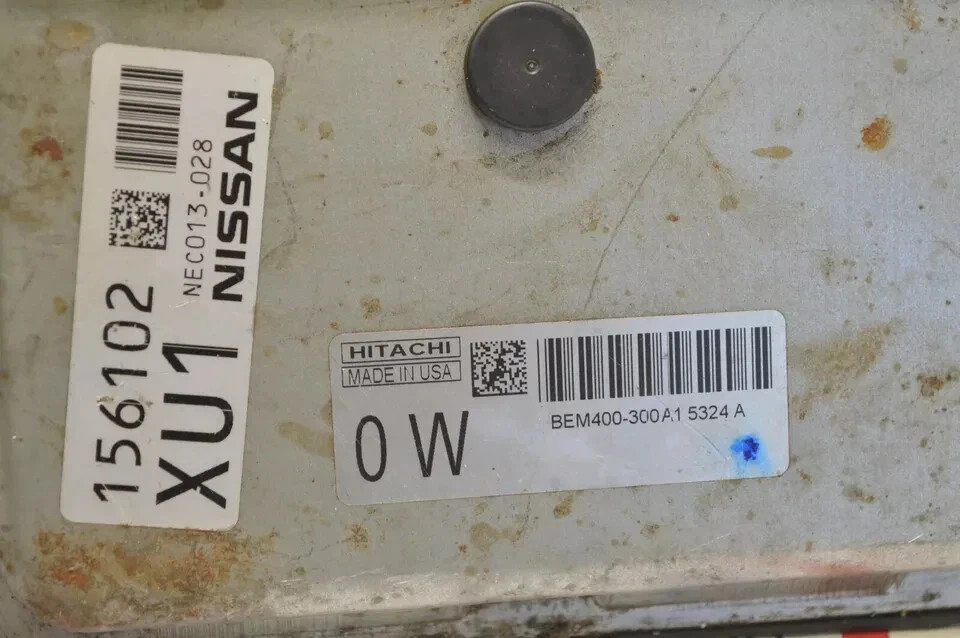 156102
XU1
NEC013-028
NISSAN
HITACHI
MADE IN USA
0 W
BEM400-300A1 5324 A